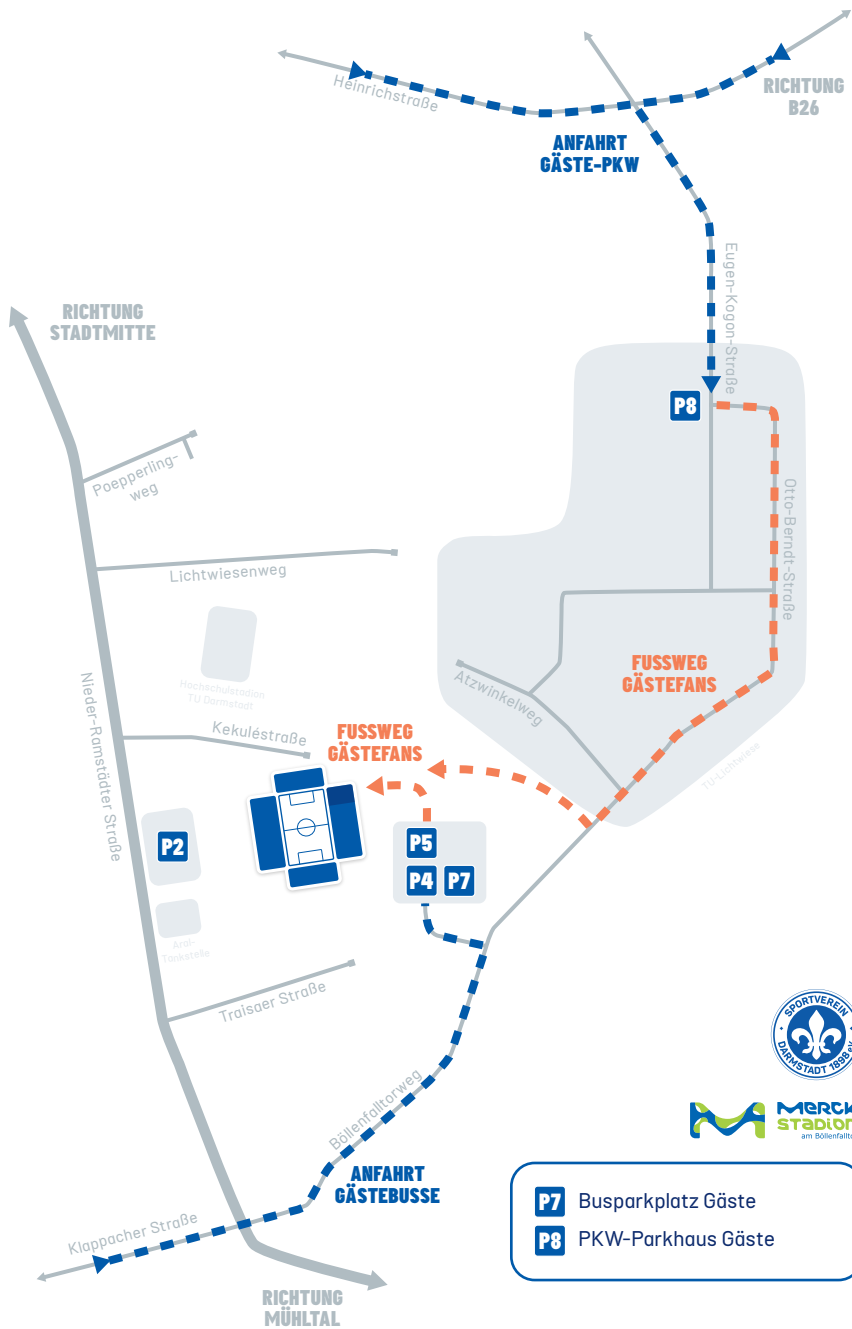 Heinrichstraße
RICHTUNG
B26
ANFAHRT
GÄSTE-PKW
Eugen-Kogon-Straße
RICHTUNG
STADTMITTE
P8
Poepperling-
weg
Otto-Berndt-Straße
Lichtwiesenweg
Hochschulstadion
TU Darmstadt
FUSSWEG
GÄSTEFANS
Atzwinkelweg
Nieder-Ramstädter Straße
Kekuléstraße
FUSSWEG
GÄSTEFANS
TU-Lichtwiese
P2
P5
P4
P7
Aral-
Tankstelle
Traisaer Straße
SPORTVEREIN
DARMSTADT 1898 e.V.
Böllenfalltorweg
MERCK
STADION
am Böllenfallto
ANFAHRT
GÄSTEBUSSE
P7 Busparkplatz Gäste
P8 PKW-Parkhaus Gäste
Klappacher Straße
RICHTUNG
MÜHLTAL